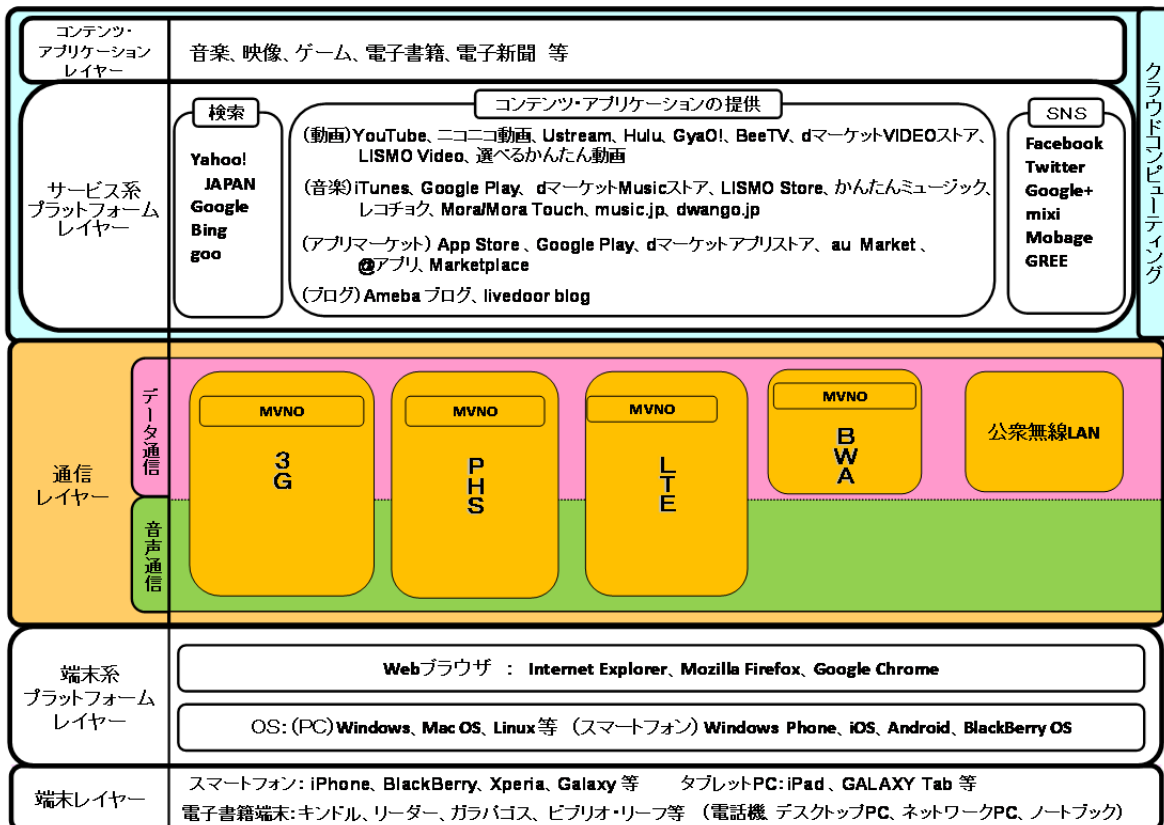 コンテンツ・
アプリケーション
レイヤー
音楽、映像、ゲーム、電子書籍、電子新聞 等
クラウドコンピューティング
サービス系
プラットフォーム
レイヤー
検索
Yahoo!
JAPAN
Google
Bing
goo
コンテンツ・アプリケーションの提供
(動画)YouTube、ニコニコ動画、Ustream、Hulu、GyaO!、BeeTV、dマーケットVIDEOストア、
LISMO Video、選べるかんたん動画
(音楽)iTunes、Google Play、dマーケットMusicストア、LISMO Store、かんたんミュージック、
レコチョク、Mora/Mora Touch、music.jp、dwango.jp
(アプリマーケット) App Store 、Google Play、dマーケットアプリストア、au Market 、
@アプリ、Marketplace
(ブログ)Ameba ブログ、livedoor blog
SNS
Facebook
Twitter
Google+
mixi
Mobage
GREE
通信
レイヤー
データ通信
音声通信
MVNO
3G
MVNO
PHS
MVNO
LTE
MVNO
BWA
公衆無線LAN
端末系
プラットフォーム
レイヤー
Webブラウザ : Internet Explorer、Mozilla Firefox、Google Chrome
OS:(PC)Windows、Mac OS、Linux 等 (スマートフォン) Windows Phone、iOS、Android、BlackBerry OS
端末レイヤー
スマートフォン: iPhone、BlackBerry、Xperia、Galaxy 等 タブレットPC:iPad 、GALAXY Tab 等
電子書籍端末:キンドル、リーダー、ガラパゴス、ビブリオ・リーフ等 (電話機、デスクトップPC、ネットワークPC、ノートブック)